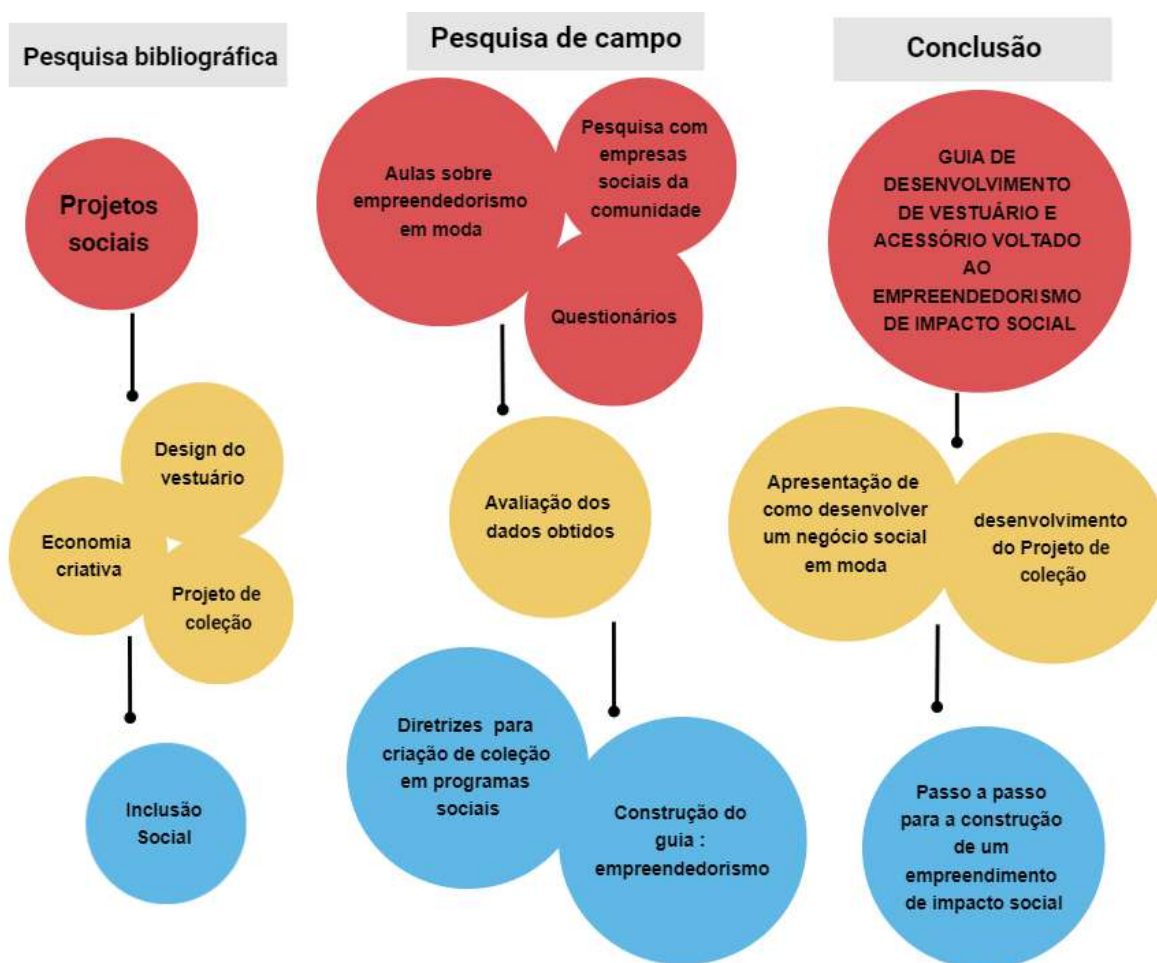 Pesquisa bibliográfica
Projetos
sociais
Design do
vestuário
Economia
criativa
Projeto de
coleção
Inclusão
Social
Pesquisa de campo
Aulas sobre
empreendedorismo
em moda
Pesquisa com
empresas
sociais da
comunidade
Questionários
Avaliação dos
dados obtidos
Diretrizes para
criação de coleção
em programas
sociais
Construção do
guia :
empreendedorismo
Conclusão
GUIA DE
DESENVOLVIMENTO
DE VESTUÁRIO E
ACESSÓRIO VOLTADO
AO
EMPREENDEDORISMO
DE IMPACTO SOCIAL
Apresentação de
como desenvolver
um negócio social
em moda
desenvolvimento
do Projeto de
coleção
Passo a passo
para a construção
de um
empreendimento
de impacto social